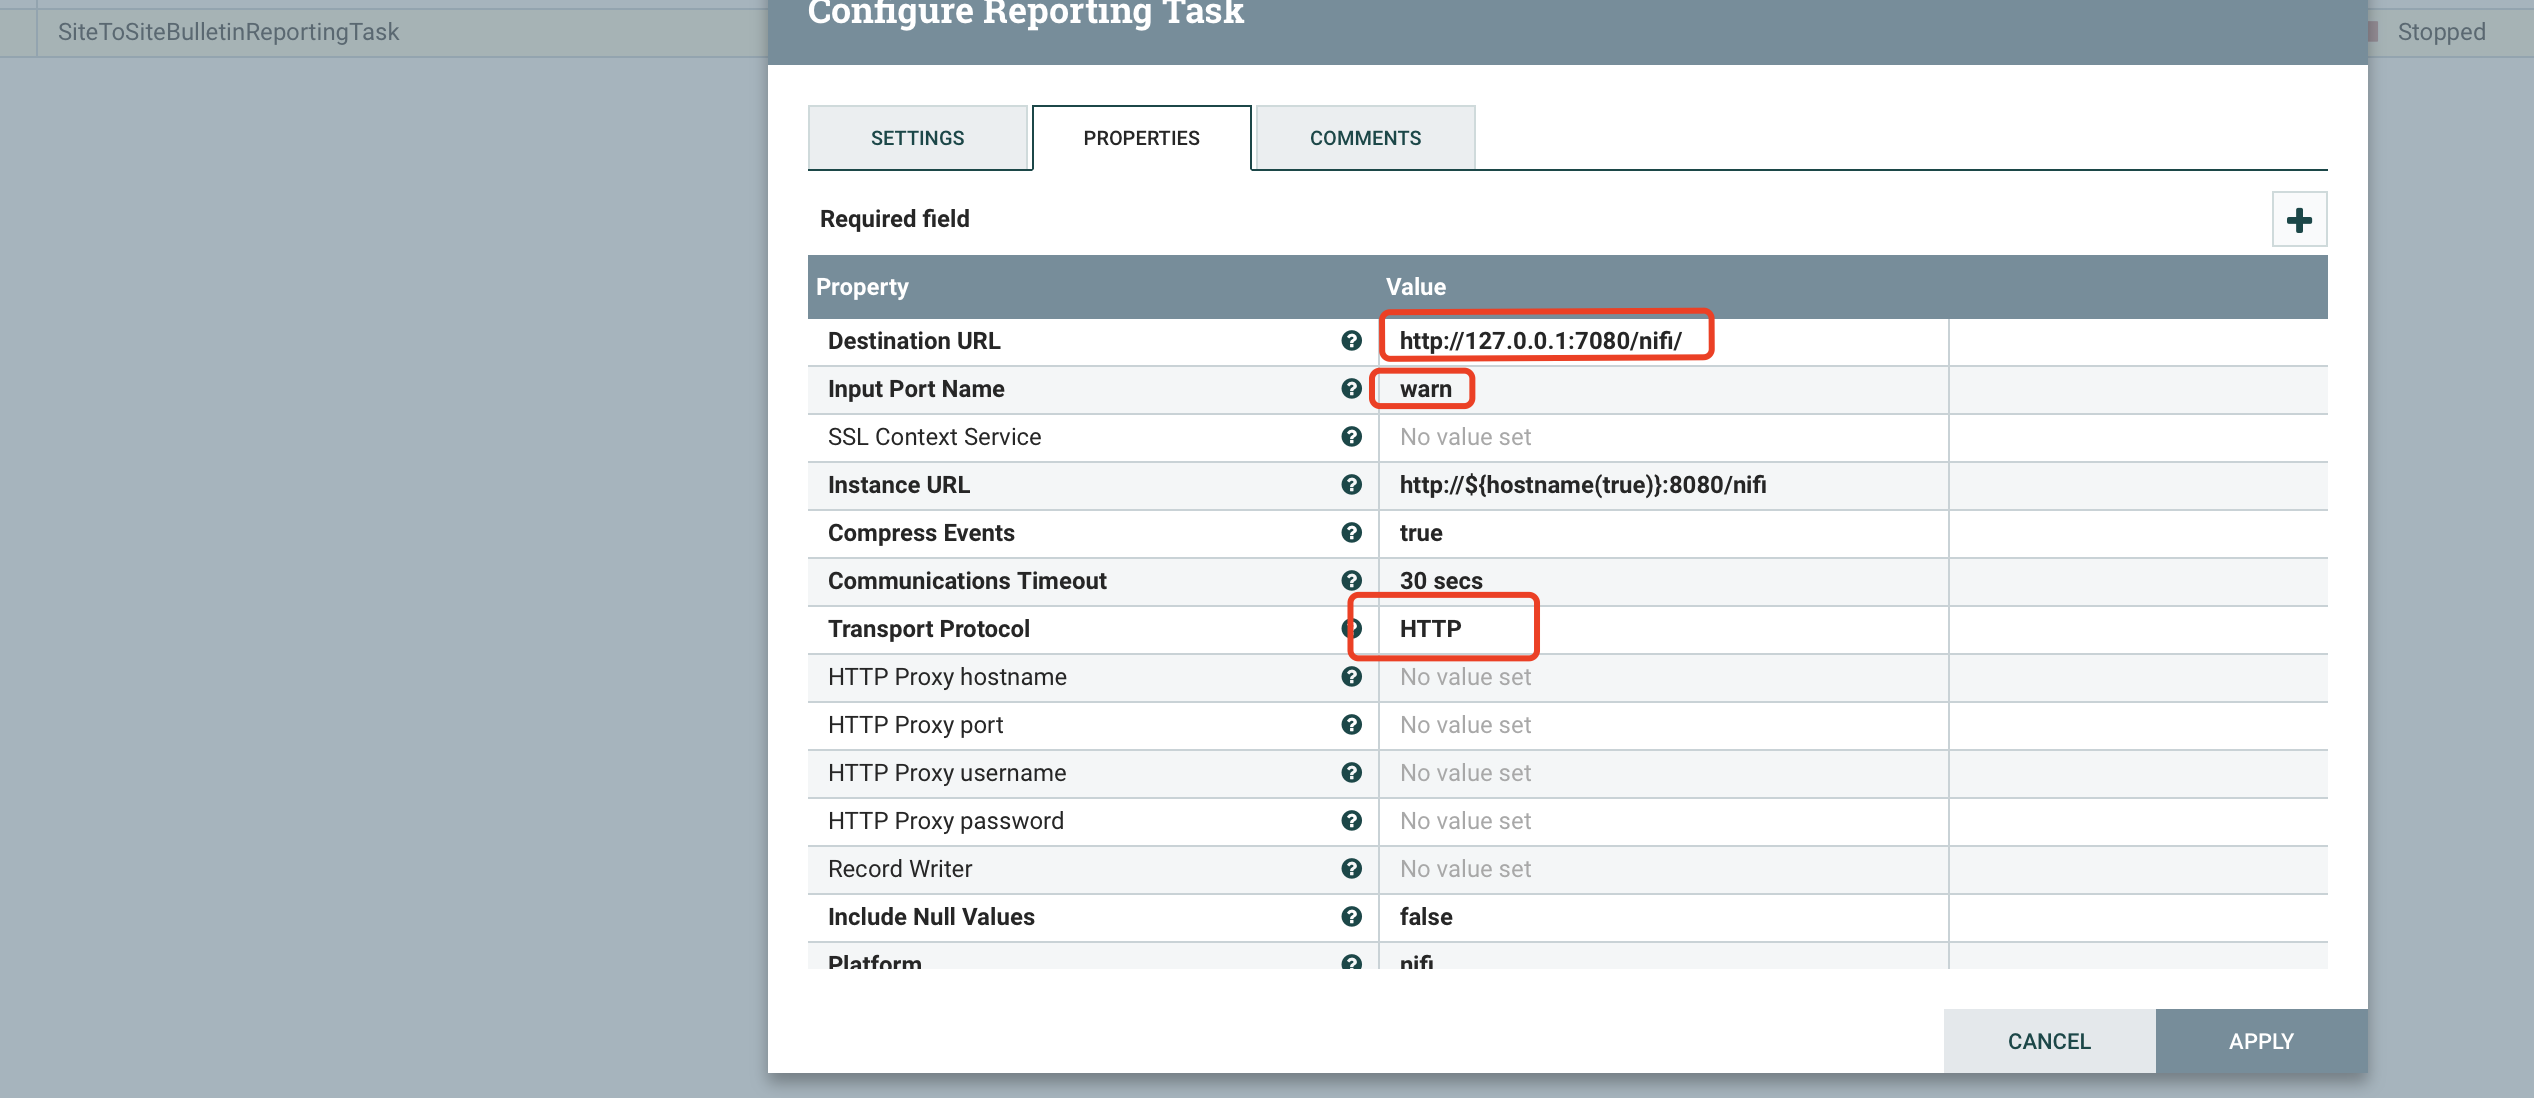 Configure Reporting Task
SiteToSiteBulletinReportingTask
Stopped
SETTINGS
PROPERTIES
COMMENTS
Required field
Property Value
Destination URL http://127.0.0.1:7080/nifi/
Input Port Name warn
SSL Context Service No value set
Instance URL http://${hostname(true)}:8080/nifi
Compress Events true
Communications Timeout 30 secs
Transport Protocol HTTP
HTTP Proxy hostname No value set
HTTP Proxy port No value set
HTTP Proxy username No value set
HTTP Proxy password No value set
Record Writer No value set
Include Null Values false
Platform nifi
CANCEL
APPLY